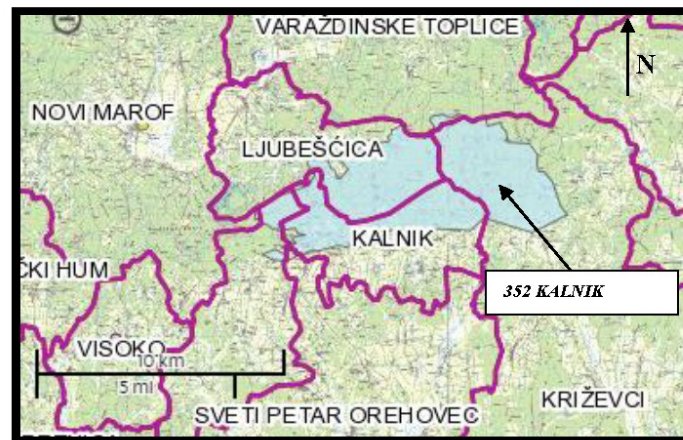 VARAŽDINSKE TOPLICE
N
NOVI MAROF
LJUBEŠĆICA
KALNIK
ČKI HUM
352 KALNIK
VISOKO
10 km
5 mi
KRIŽEVCI
SVETI PETAR OREHOVEC